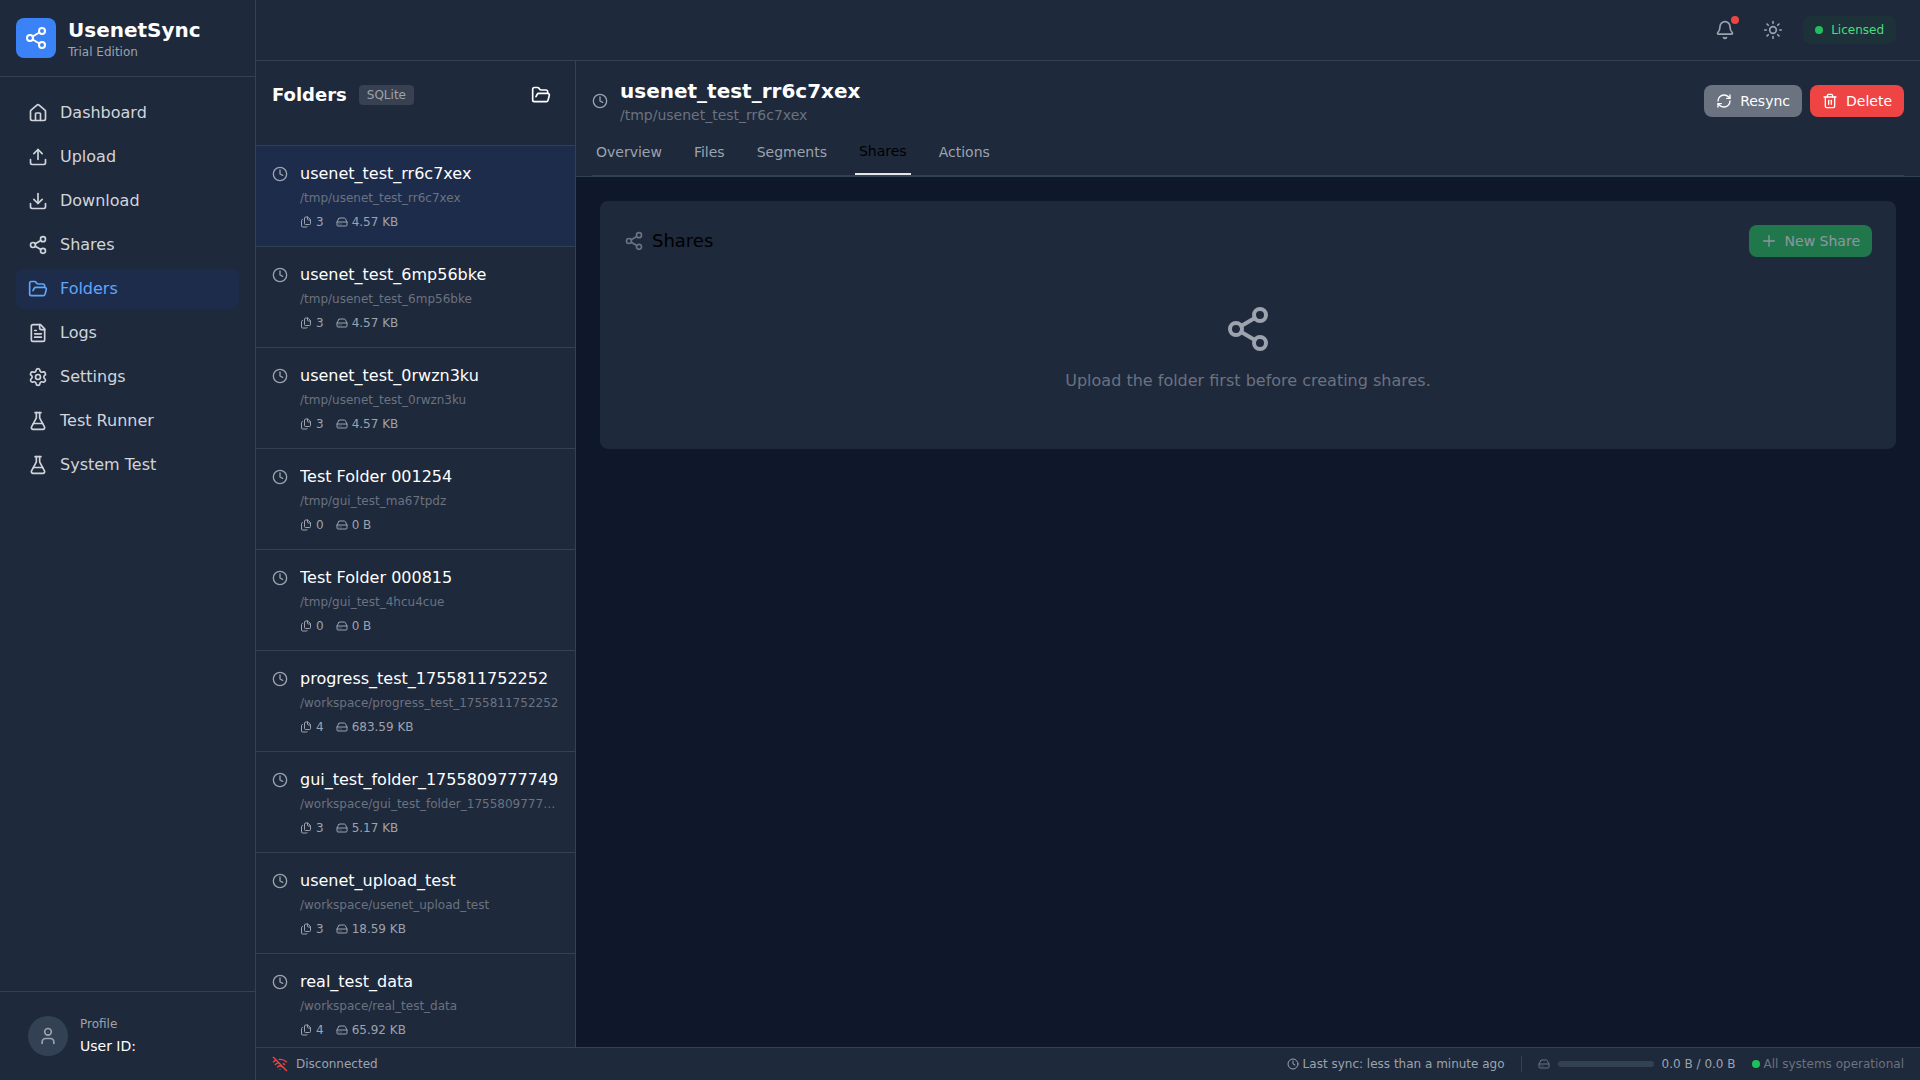 UsenetSync
Trial Edition
Dashboard
Upload
Download
Shares
Folders
Logs
Settings
Test Runner
System Test
Profile
User ID:
Licensed
Folders
SQLite
usenet_test_rr6c7xex
/tmp/usenet_test_rr6c7xex
3 4.57 KB
usenet_test_6mp56bke
/tmp/usenet_test_6mp56bke
3 4.57 KB
usenet_test_0rwzn3ku
/tmp/usenet_test_0rwzn3ku
3 4.57 KB
Test Folder 001254
/tmp/gui_test_ma67tpdz
0 0 B
Test Folder 000815
/tmp/gui_test_4hcu4cue
0 0 B
progress_test_1755811752252
/workspace/progress_test_1755811752252
4 683.59 KB
gui_test_folder_1755809777749
/workspace/gui_test_folder_1755809777...
3 5.17 KB
usenet_upload_test
/workspace/usenet_upload_test
3 18.59 KB
real_test_data
/workspace/real_test_data
4 65.92 KB
usenet_test_rr6c7xex
/tmp/usenet_test_rr6c7xex
Resync
Delete
Overview Files Segments Shares Actions
Shares
New Share
Upload the folder first before creating shares.
Disconnected
Last sync: less than a minute ago
0.0 B / 0.0 B
All systems operational